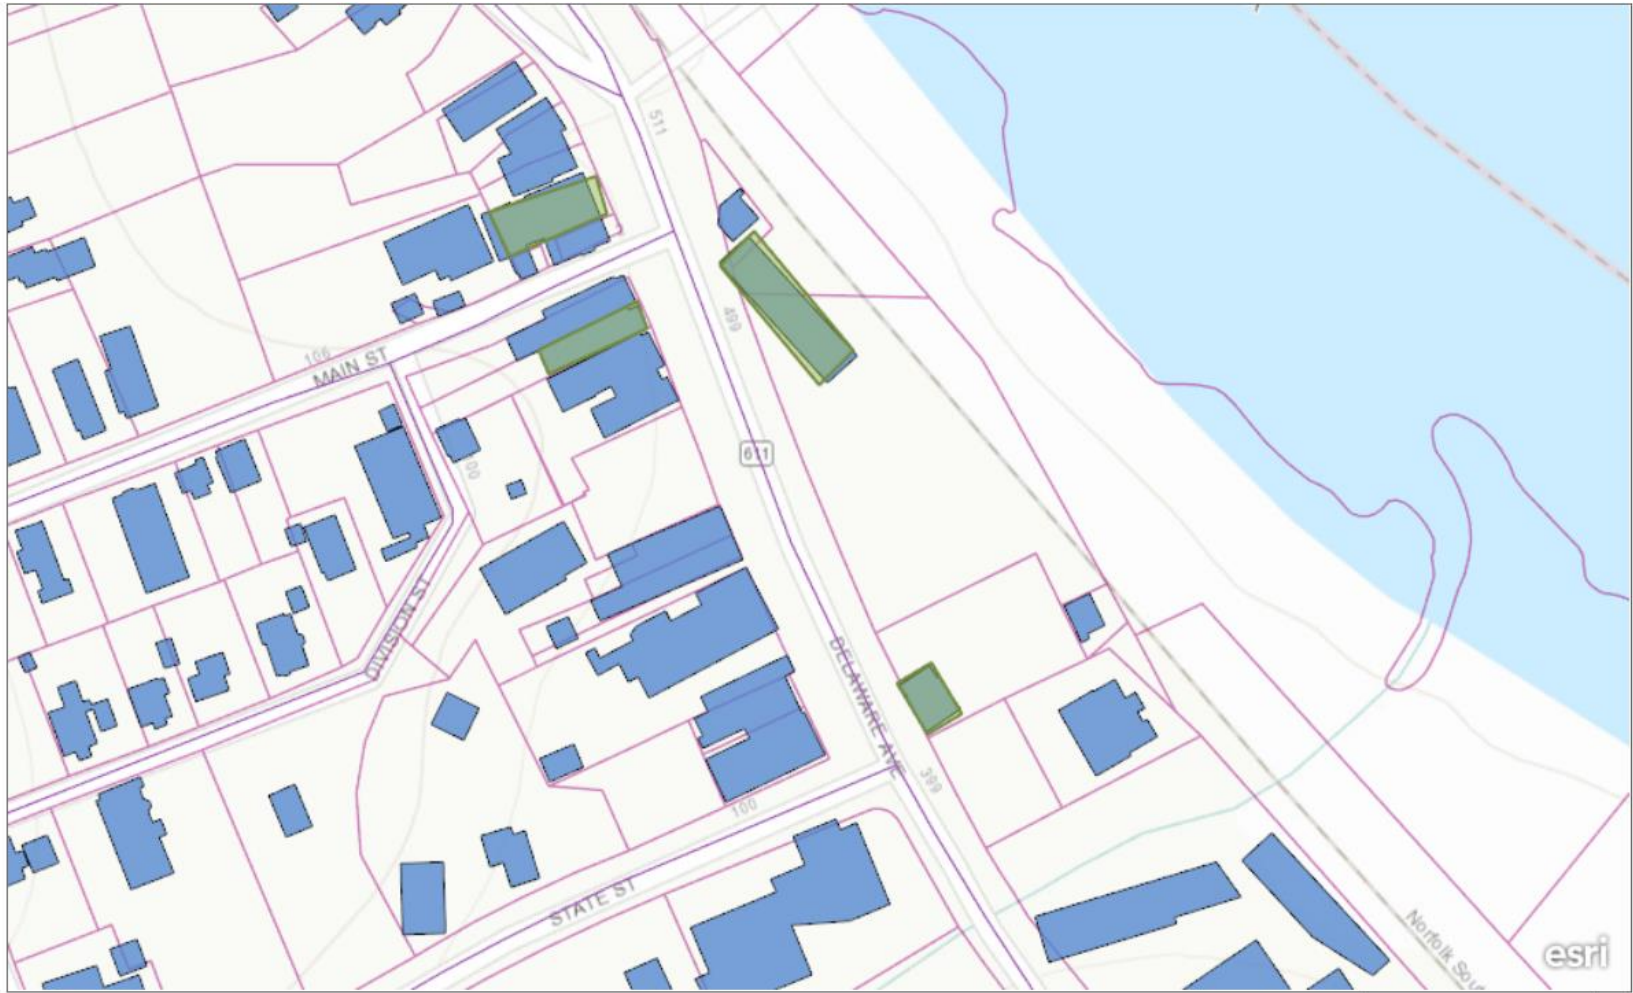 511
106
MAIN ST
499
100
611
DIVISION ST
DELAWARE AVE
399
100
STATE ST
Norfolk Sou
esri